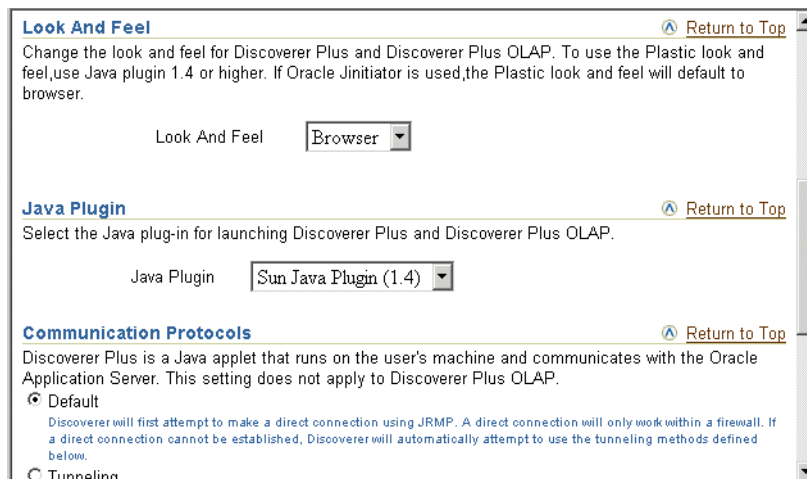 Look And Feel Return to Top
Change the look and feel for Discoverer Plus and Discoverer Plus OLAP. To use the Plastic look and
feel,use Java plugin 1.4 or higher. If Oracle Jinitiator is used,the Plastic look and feel will default to
browser.
Look And Feel Browser
Java Plugin Return to Top
Select the Java plug-in for launching Discoverer Plus and Discoverer Plus OLAP.
Java Plugin Sun Java Plugin (1.4)
Communication Protocols Return to Top
Discoverer Plus is a Java applet that runs on the user's machine and communicates with the Oracle
Application Server. This setting does not apply to Discoverer Plus OLAP.
Default
Discoverer will first attempt to make a direct connection using JRMP. A direct connection will only work within a firewall. If
a direct connection cannot be established, Discoverer will automatically attempt to use the tunneling methods defined
below.
Tunneling